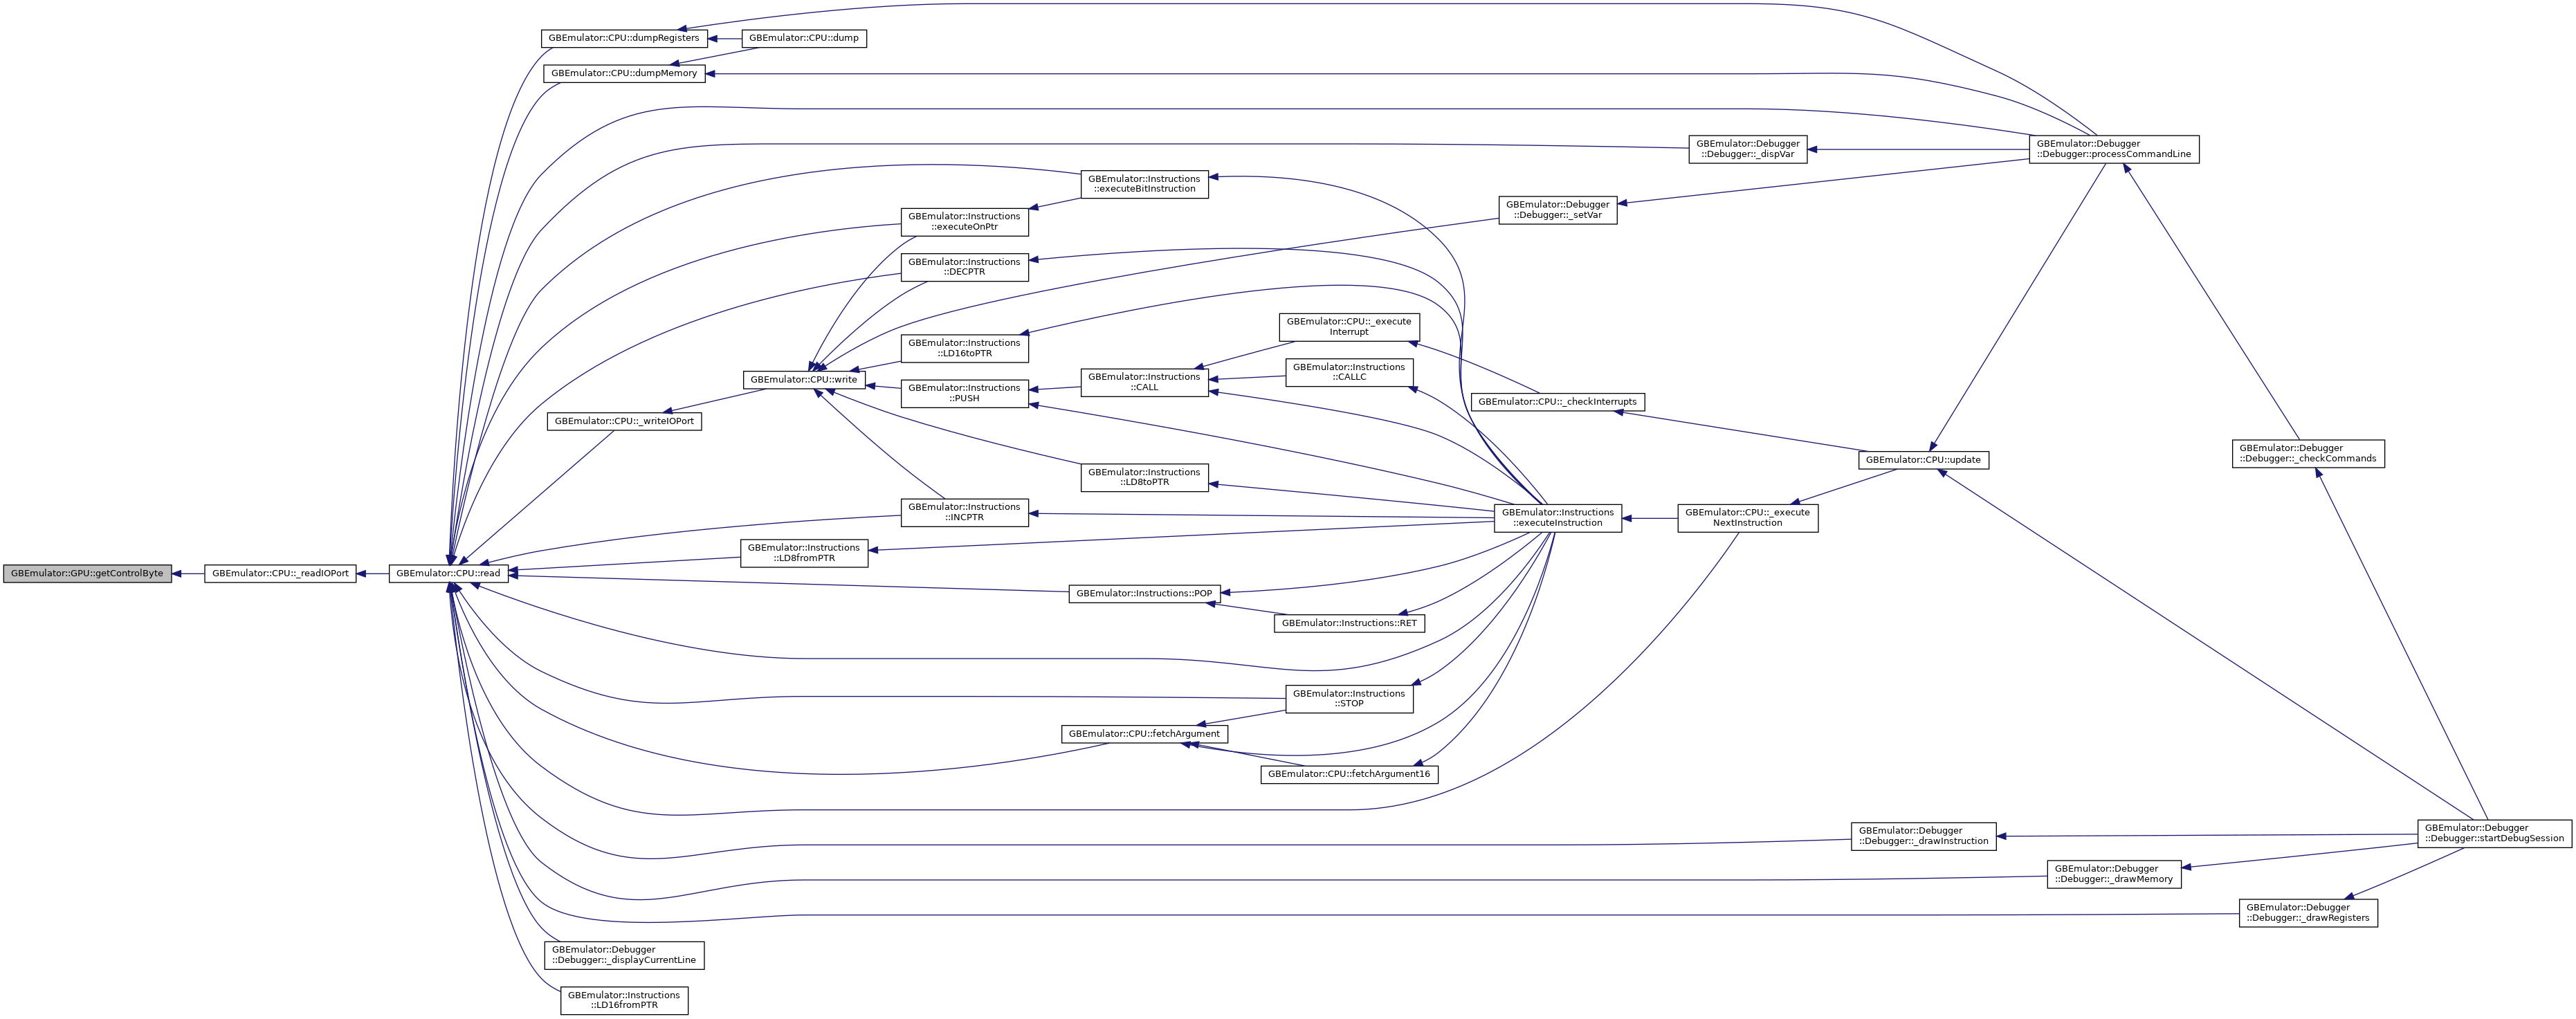 GBEmulator::CPU::dumpRegisters
GBEmulator::CPU::dump
GBEmulator::CPU::dumpMemory
GBEmulator::Debugger
::Debugger::_dispVar
GBEmulator::Debugger
::Debugger::processCommandLine
GBEmulator::Instructions
::executeBitInstruction
GBEmulator::Debugger
::Debugger::_setVar
GBEmulator::Instructions
::executeOnPtr
GBEmulator::Instructions
::DECPTR
GBEmulator::CPU::_execute
Interrupt
GBEmulator::Instructions
::LD16toPTR
GBEmulator::Instructions
::CALLC
GBEmulator::CPU::write
GBEmulator::Instructions
::CALL
GBEmulator::Instructions
::PUSH
GBEmulator::CPU::_checkInterrupts
GBEmulator::CPU::_writeIOPort
GBEmulator::Debugger
::Debugger::_checkCommands
GBEmulator::CPU::update
GBEmulator::Instructions
::LD8toPTR
GBEmulator::Instructions
::INCPTR
GBEmulator::Instructions
::executeInstruction
GBEmulator::CPU::_execute
NextInstruction
GBEmulator::Instructions
::LD8fromPTR
GBEmulator::GPU::getControlByte
GBEmulator::CPU::_readIOPort
GBEmulator::CPU::read
GBEmulator::Instructions::POP
GBEmulator::Instructions::RET
GBEmulator::Instructions
::STOP
GBEmulator::CPU::fetchArgument
GBEmulator::CPU::fetchArgument16
GBEmulator::Debugger
::Debugger::_drawInstruction
GBEmulator::Debugger
::Debugger::startDebugSession
GBEmulator::Debugger
::Debugger::_drawMemory
GBEmulator::Debugger
::Debugger::_drawRegisters
GBEmulator::Debugger
::Debugger::_displayCurrentLine
GBEmulator::Instructions
::LD16fromPTR